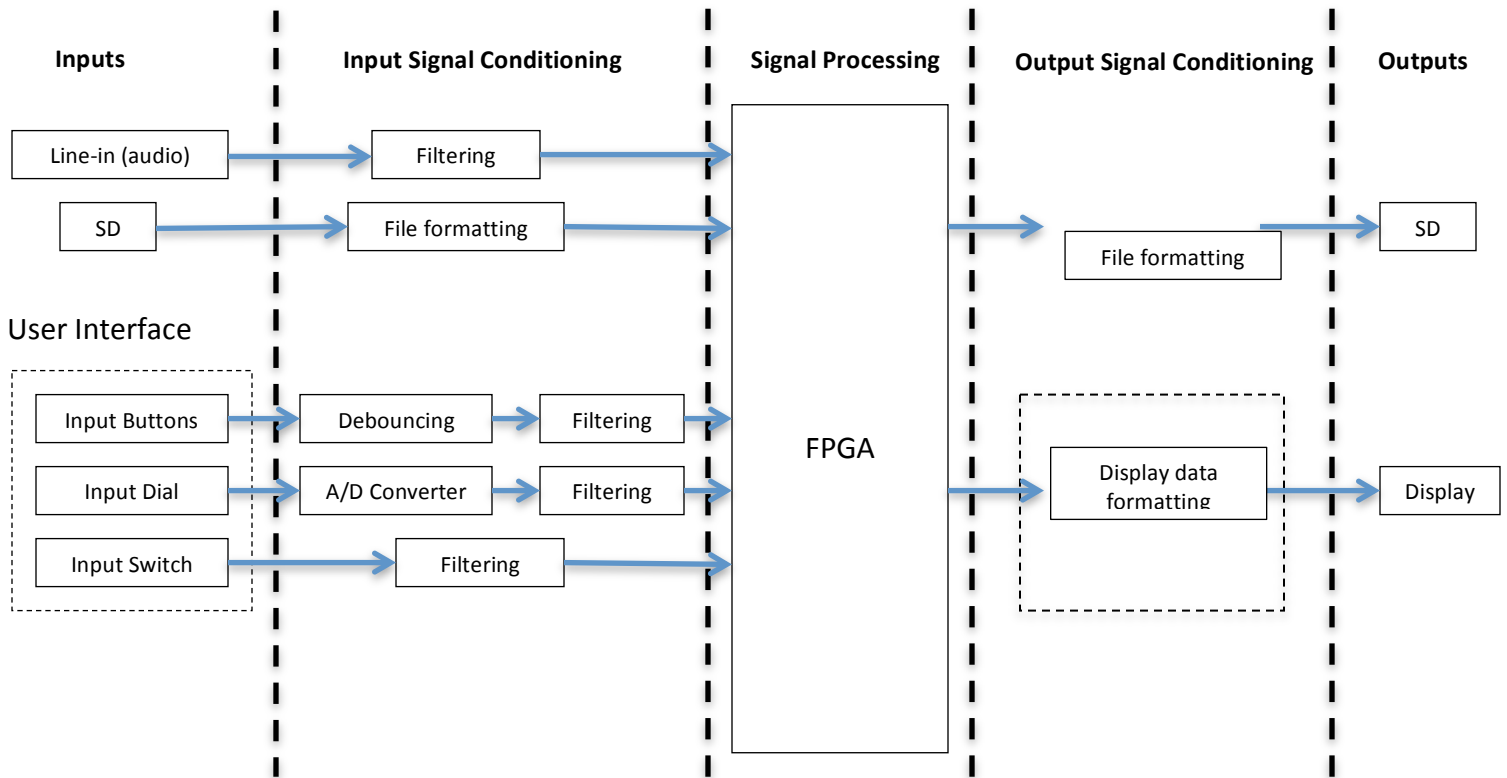 Inputs
Input Signal Conditioning
Signal Processing
Output Signal Conditioning
Outputs
Line-in (audio)
Filtering
SD
File formatting
File formatting
SD
User Interface
Input Buttons
Debouncing
Filtering
FPGA
Input Dial
A/D Converter
Filtering
Display data
formatting
Display
Input Switch
Filtering